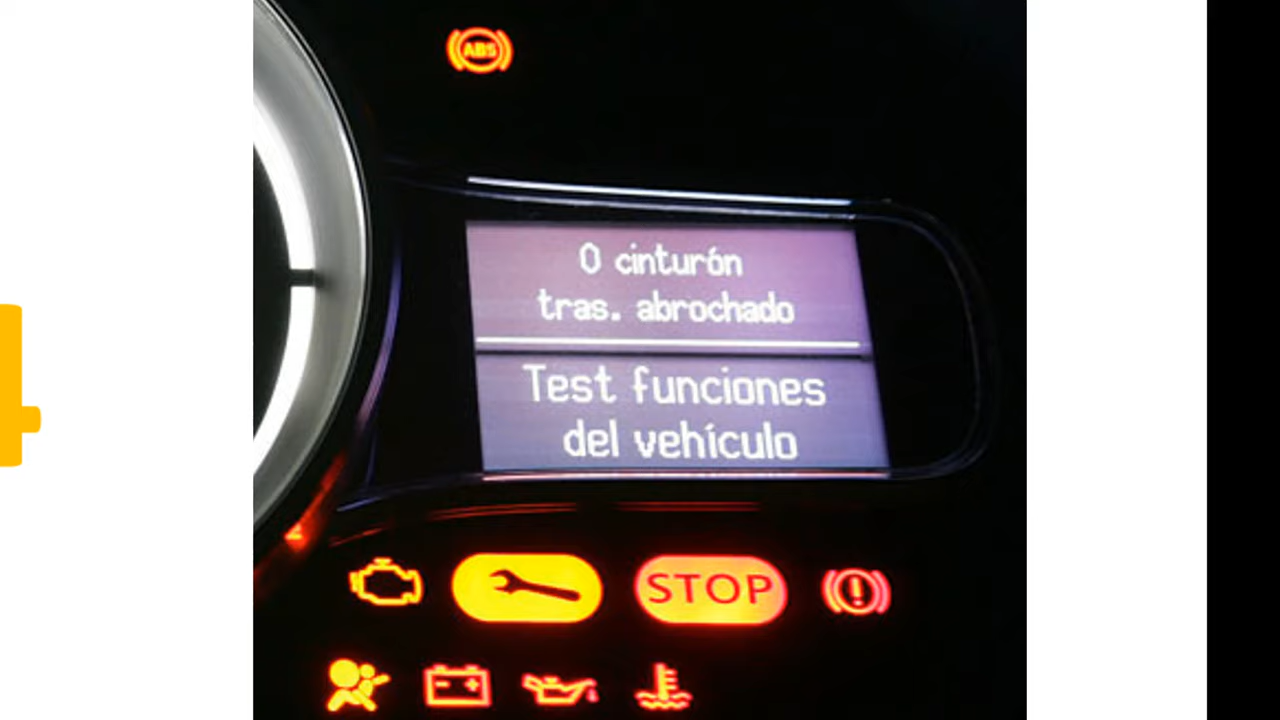 ABS
0 cinturón
tras. abrochado
Test funciones
del vehículo
STOP